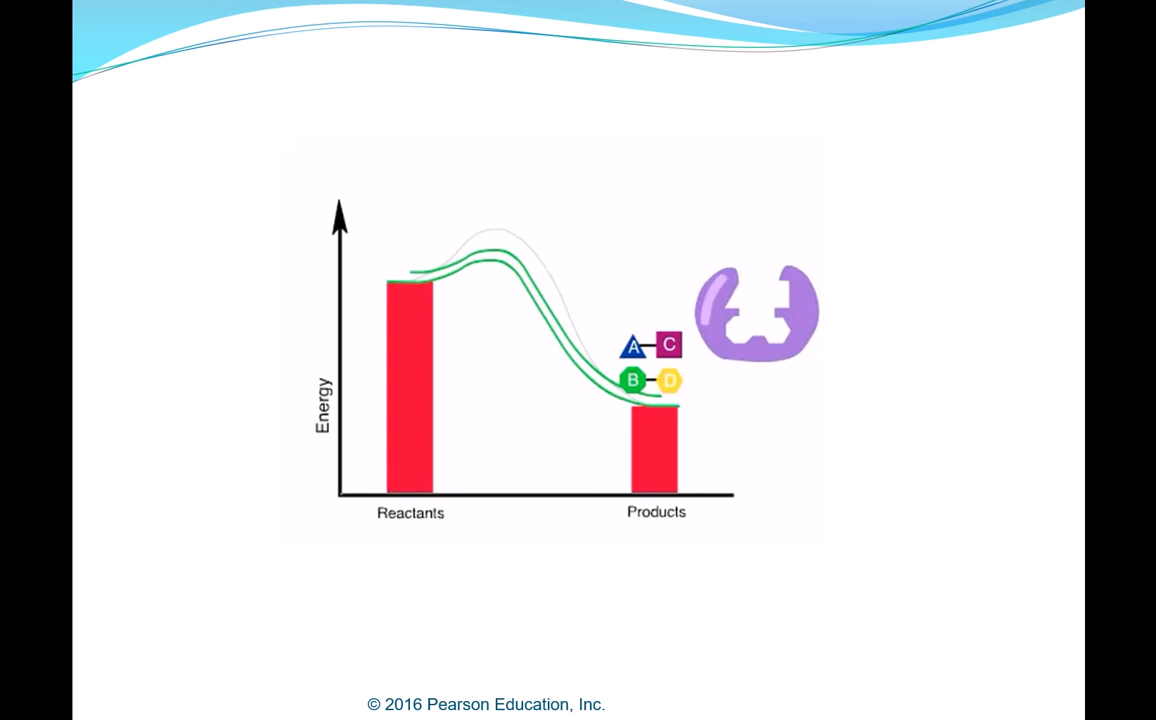 Energy
A C
B D
Reactants
Products
© 2016 Pearson Education, Inc.